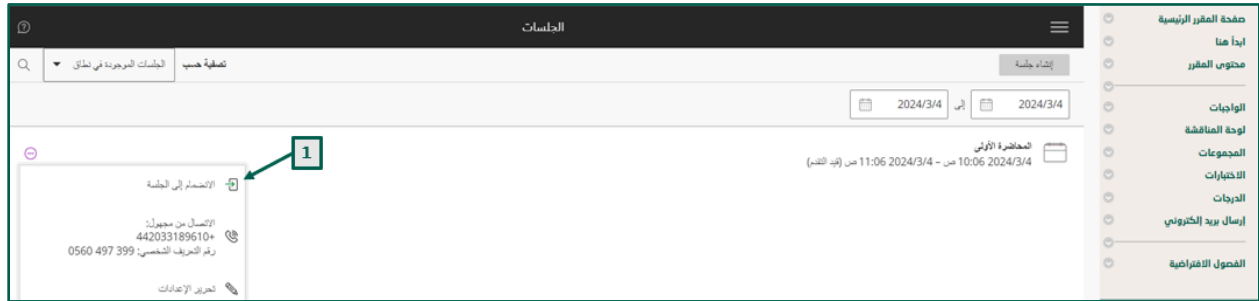 صفحة المقرر الرئيسية
ابدأ هنا
محتوى المقرر
الواجبات
لوحة المناقشة
المجموعات
الاختبارات
الدرجات
إرسال بريد إلكتروني
الفصول الافتراضية
الجلسات
إنشاء جلسة
تصفية حسب الجلسات الموجودة في نطاق
2024/3/4 إلى 2024/3/4
المحاضرة الأولى
2024/3/4 10:06 ص – 2024/3/4 11:06 ص (قيد التقدم)
1
الانضمام إلى الجلسة
الاتصال من مجهول:
+442033189610
رقم التعريف الشخصي: 399 497 0560
تحرير الإعدادات